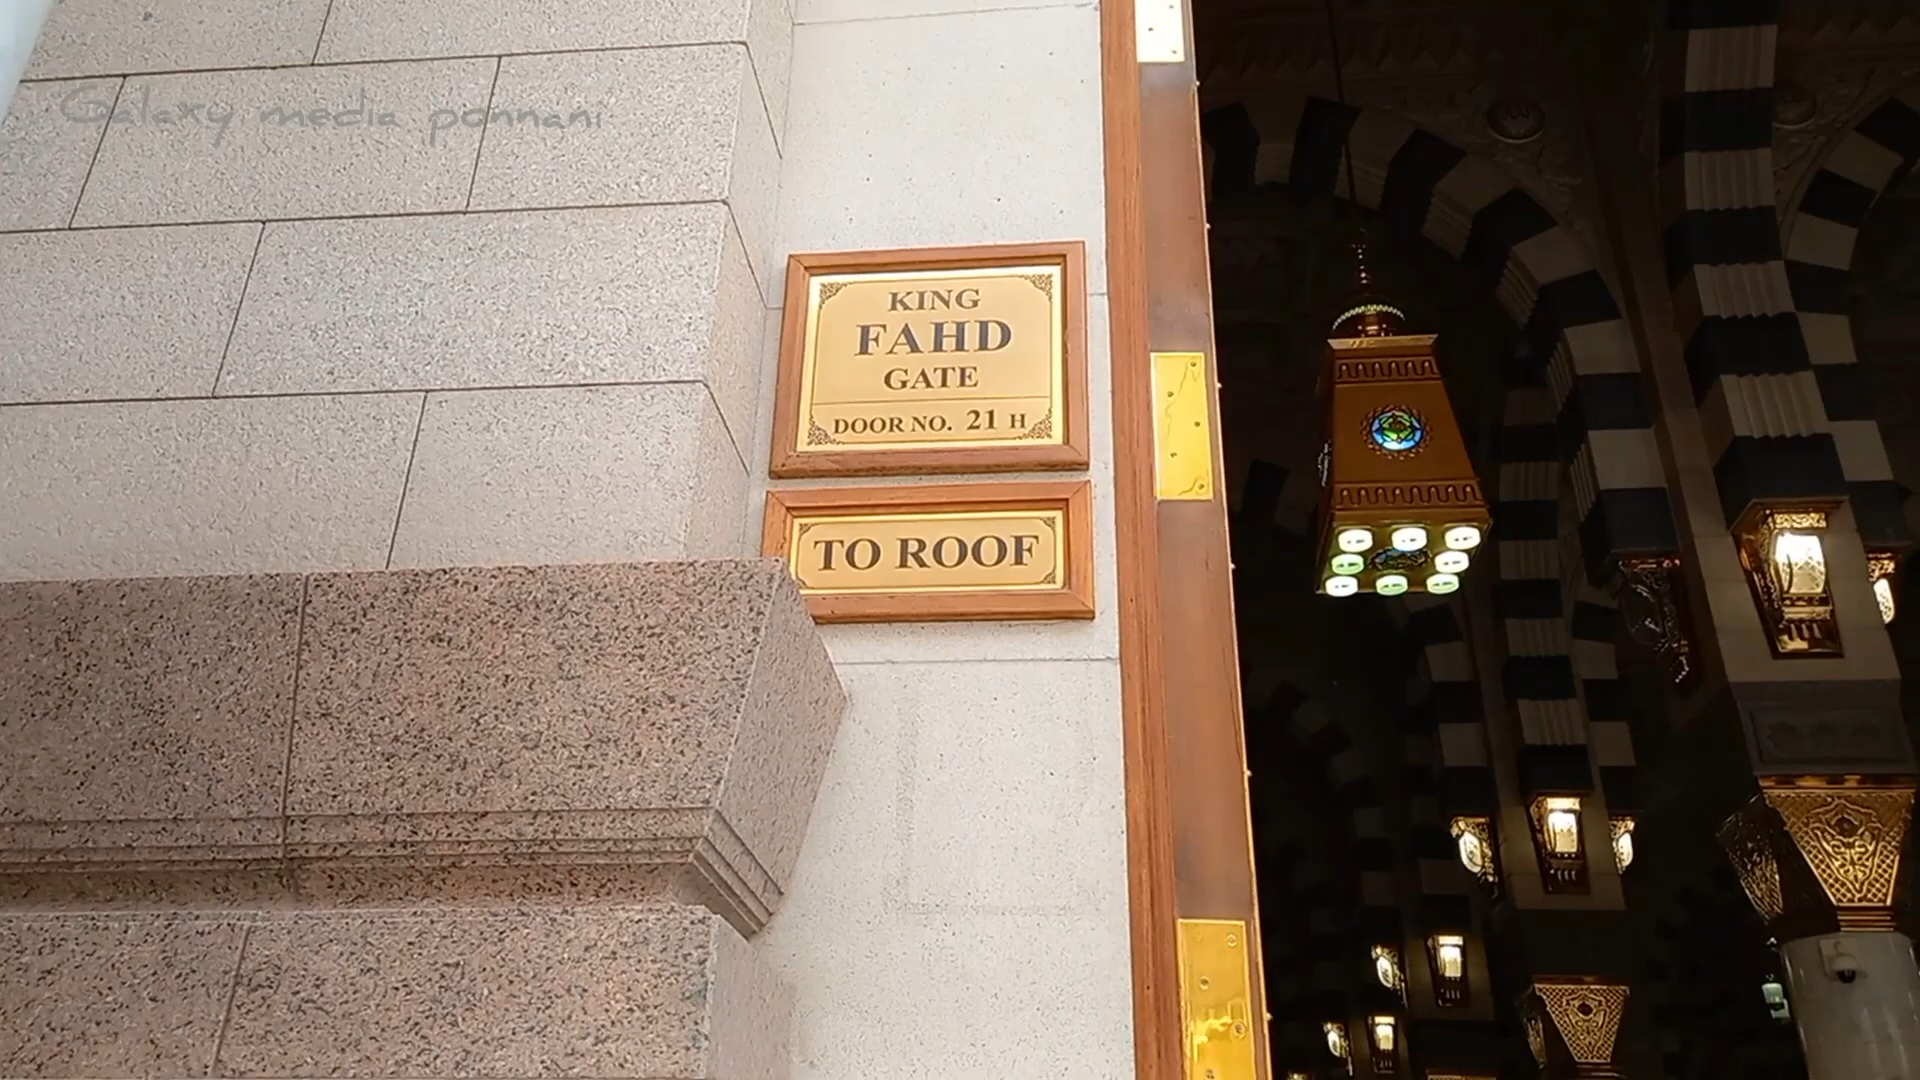 Galaxy media ponnani
KING
FAHD
GATE
DOOR NO. 21 H
TO ROOF